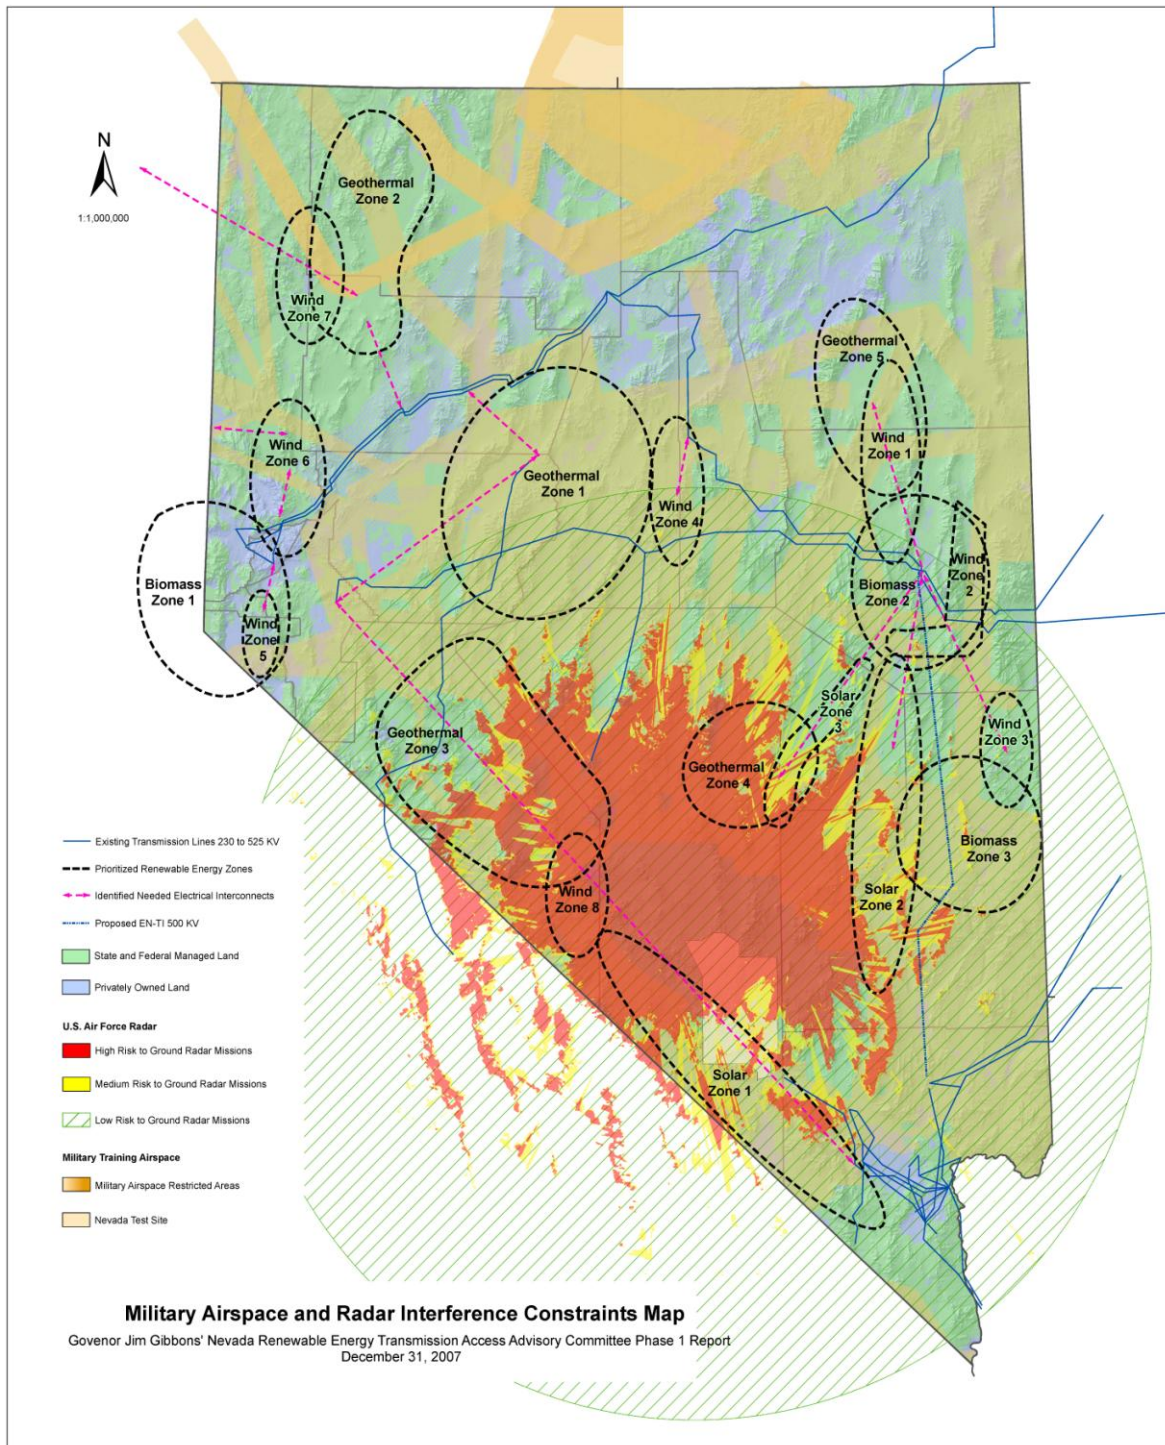 N
1:1,000,000
Geothermal
Zone 2
Wind
Zone 7
Geothermal
Zone 5
Wind
Zone 6
Wind
Zone 1
Geothermal
Zone 1
Wind
Zone 4
Biomass
Zone 1
Wind
Zone
5
Biomass
Zone 2
Wind
Zone
2
Geothermal
Zone 3
Solar
Zone
3
Wind
Zone 3
Geothermal
Zone 4
Biomass
Zone 3
Wind
Zone 8
Solar
Zone 2
Solar
Zone 1
Existing Transmission Lines 230 to 525 KV
Prioritized Renewable Energy Zones
Identified Needed Electrical Interconnects
Proposed EN-TI 500 KV
State and Federal Managed Land
Privately Owned Land
U.S. Air Force Radar
High Risk to Ground Radar Missions
Medium Risk to Ground Radar Missions
Low Risk to Ground Radar Missions
Military Training Airspace
Military Airspace Restricted Areas
Nevada Test Site
Military Airspace and Radar Interference Constraints Map
Govenor Jim Gibbons' Nevada Renewable Energy Transmission Access Advisory Committee Phase 1 Report
December 31, 2007